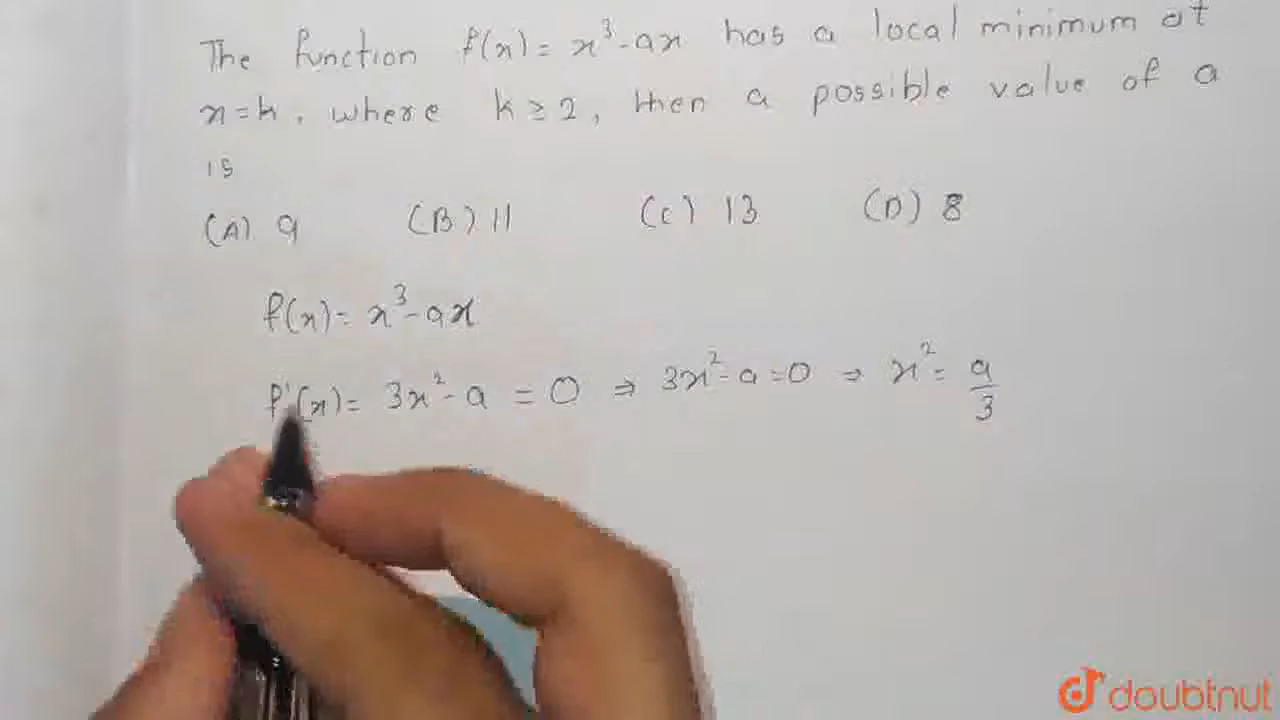 The function f(x) = x³ - ax has a local minimum at
x = k, where k ≥ 2, then a possible value of a
is
(A) 9 (B) 11 (C) 13 (D) 8
f(x) = x³ - ax
f'(x) = 3x² - a = 0 ⇒ 3x² - a = 0 ⇒ x² = a/3
doubtnut